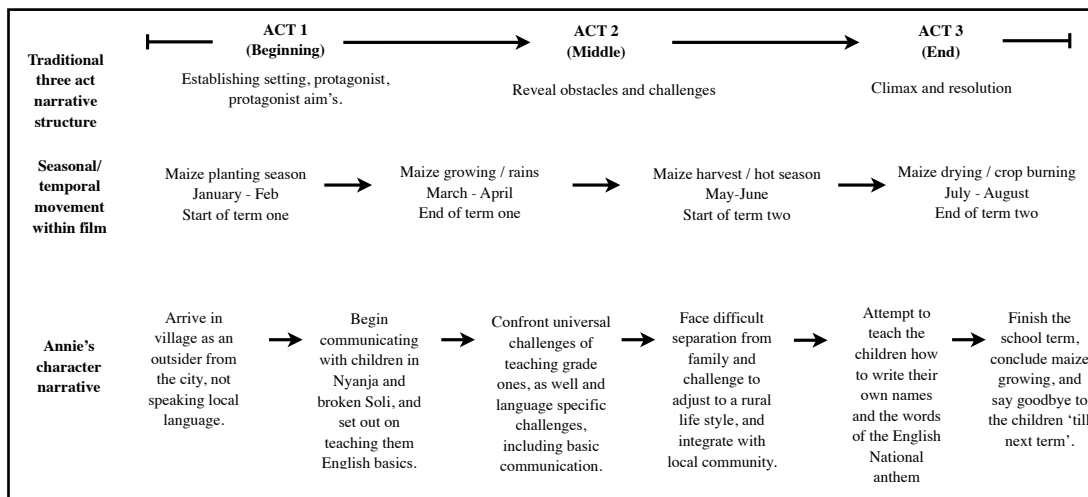 Traditional
three act
narrative
structure
ACT 1
(Beginning)
Establishing setting, protagonist,
protagonist aim's.
ACT 2
(Middle)
Reveal obstacles and challenges
ACT 3
(End)
Climax and resolution
Seasonal/
temporal
movement
within film
Maize planting season
January - Feb
Start of term one
Maize growing / rains
March - April
End of term one
Maize harvest / hot season
May-June
Start of term two
Maize drying / crop burning
July - August
End of term two
Annie's
character
narrative
Arrive in
village as an
outsider from
the city, not
speaking local
language.
Begin
communicating
with children in
Nyanja and
broken Soli, and
set out on
teaching them
English basics.
Confront universal
challenges of
teaching grade
ones, as well and
language specific
challenges,
including basic
communication.
Face difficult
separation from
family and
challenge to
adjust to a rural
life style, and
integrate with
local community.
Attempt to
teach the
children how
to write their
own names
and the words
of the English
National
anthem
Finish the
school term,
conclude maize
growing, and
say goodbye to
the children ‘till
next term’.